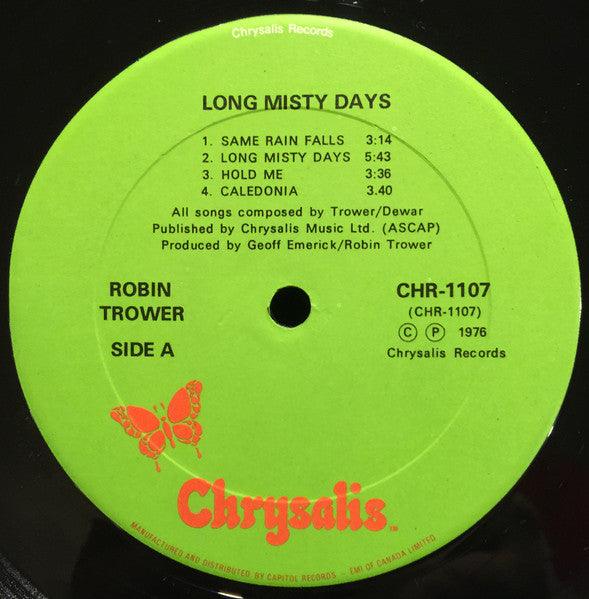 Chrysalis Records
LONG MISTY DAYS
1. SAME RAIN FALLS 3:14
2. LONG MISTY DAYS 5:43
3. HOLD ME 3:36
4. CALEDONIA 3.40
All songs composed by Trower/Dewar
Published by Chrysalis Music Ltd. (ASCAP)
Produced by Geoff Emerick/Robin Trower
ROBIN
TROWER
SIDE A
CHR-1107
(CHR-1107)
Ⓒ Ⓟ 1976
Chrysalis Records
Chrysalis™
MANUFACTURED AND DISTRIBUTED BY CAPITOL RECORDS - EMI OF CANADA LIMITED